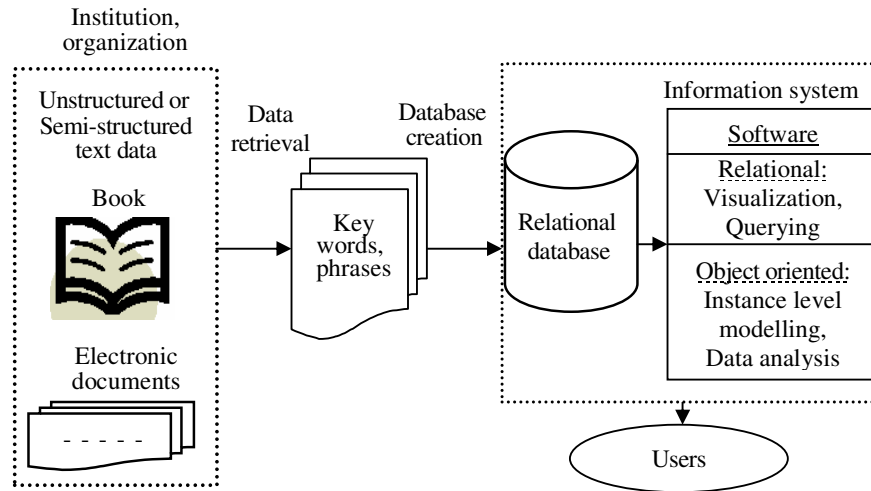 Institution,
organization
Unstructured or
Semi-structured
text data
Book
Electronic
documents
- - - - -
Data
retrieval
Key
words,
phrases
Database
creation
Relational
database
Information system
Software
Relational:
Visualization,
Querying
Object oriented:
Instance level
modelling,
Data analysis
Users